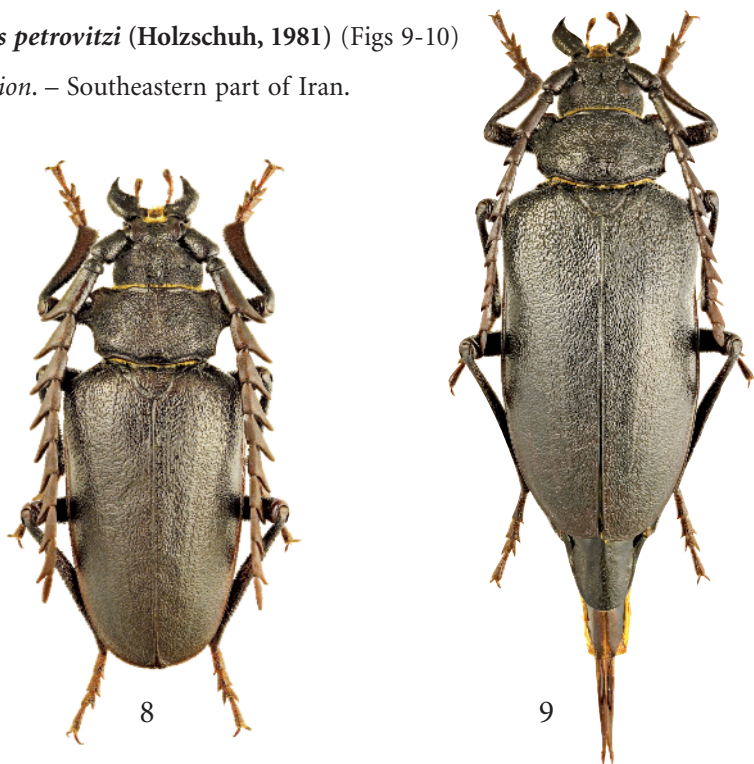 s petrovitzi (Holzschuh, 1981) (Figs 9-10)
ion. – Southeastern part of Iran.
8
9